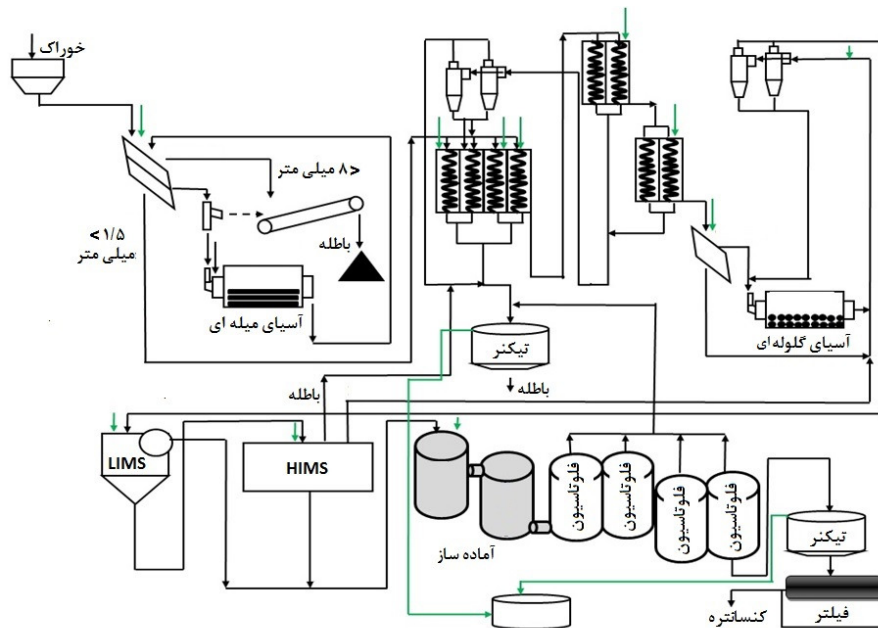 خوراک
< ۸ میلی متر
< ۱/۵
میلی متر
باطله
آسیای میله ای
تیکنر
باطله
باطله
آسیای گلوله ای
LIMS
HIMS
آماده ساز
فلوتاسیون
فلوتاسیون
فلوتاسیون
فلوتاسیون
تیکنر
فیلتر
کنسانتره